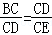 BC/CD = CD/CE